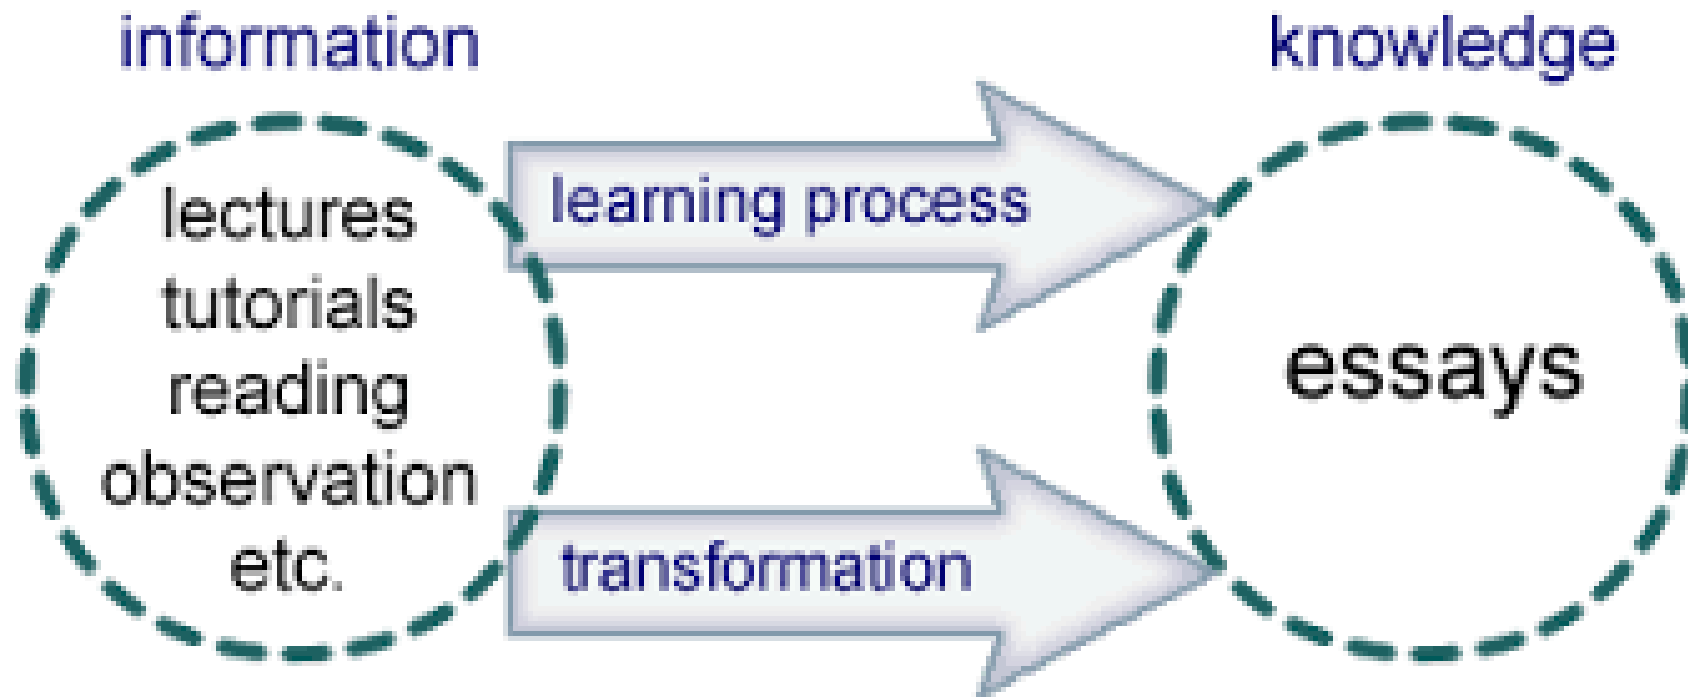 information
lectures
tutorials
reading
observation
etc.
learning process
transformation
knowledge
essays